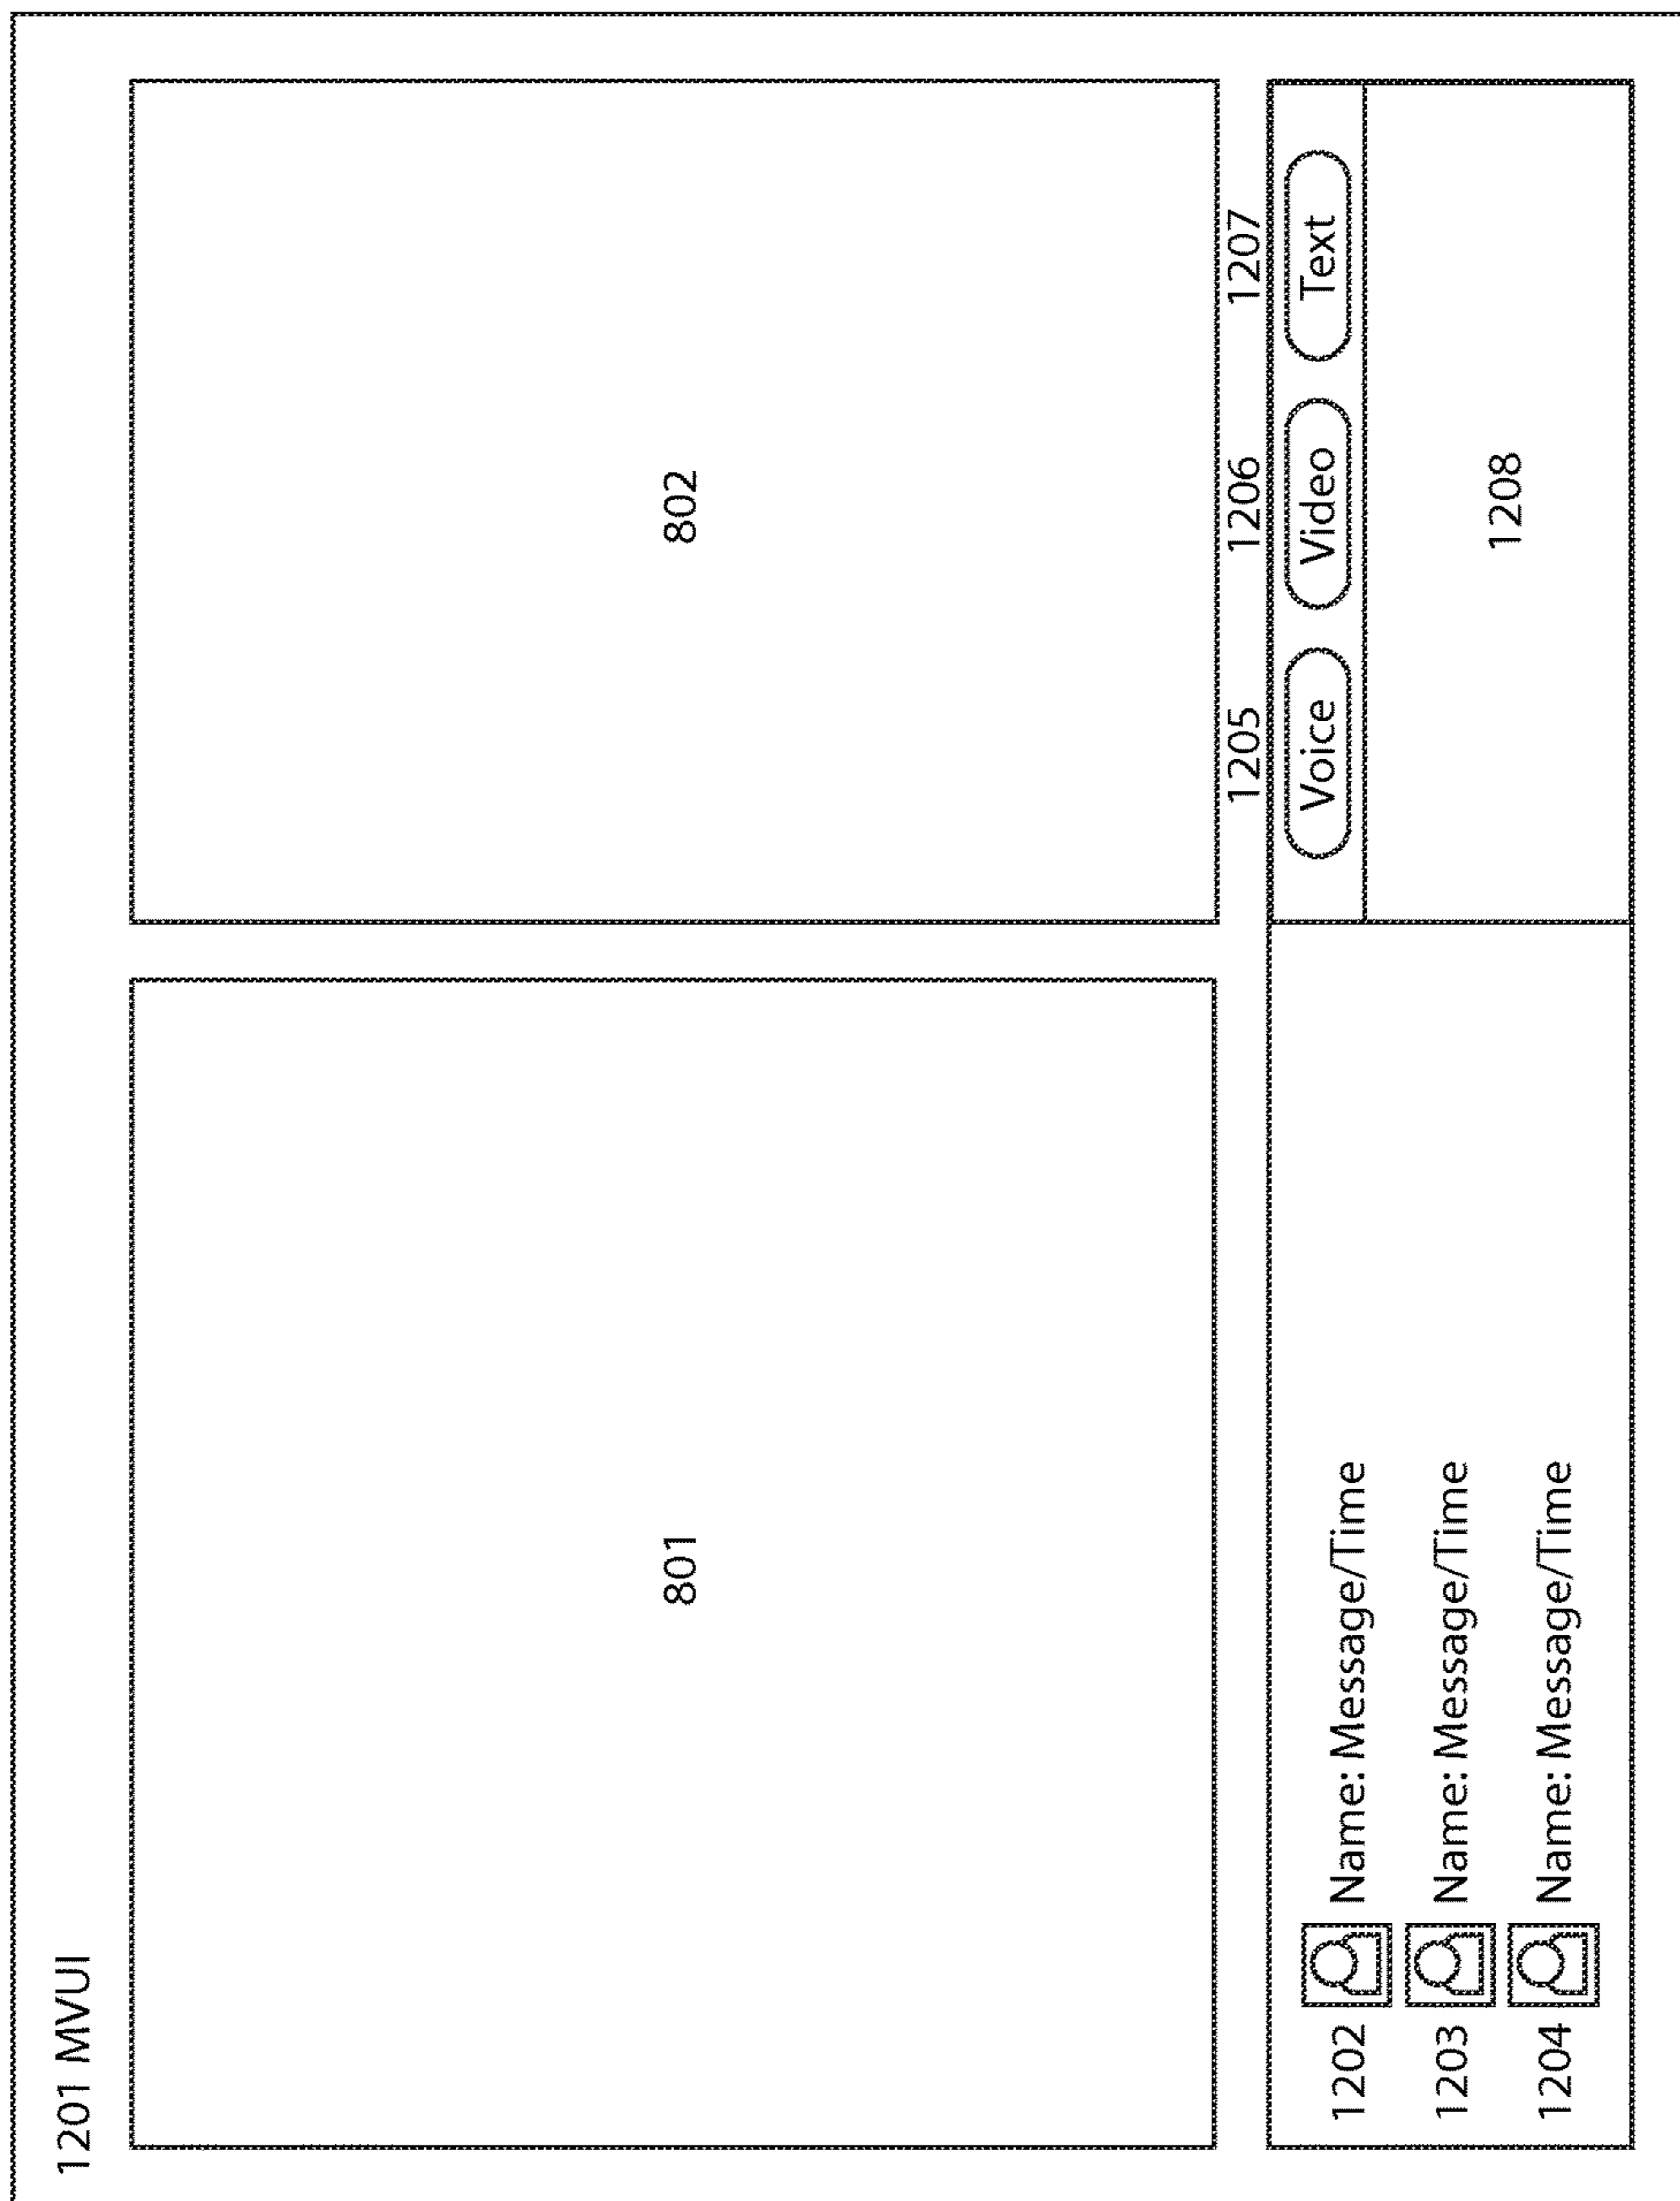 1201 MVUI
801
802
1205
1206
1207
Voice
Video
Text
1202
Name: Message/Time
1203
Name: Message/Time
1204
Name: Message/Time
1208